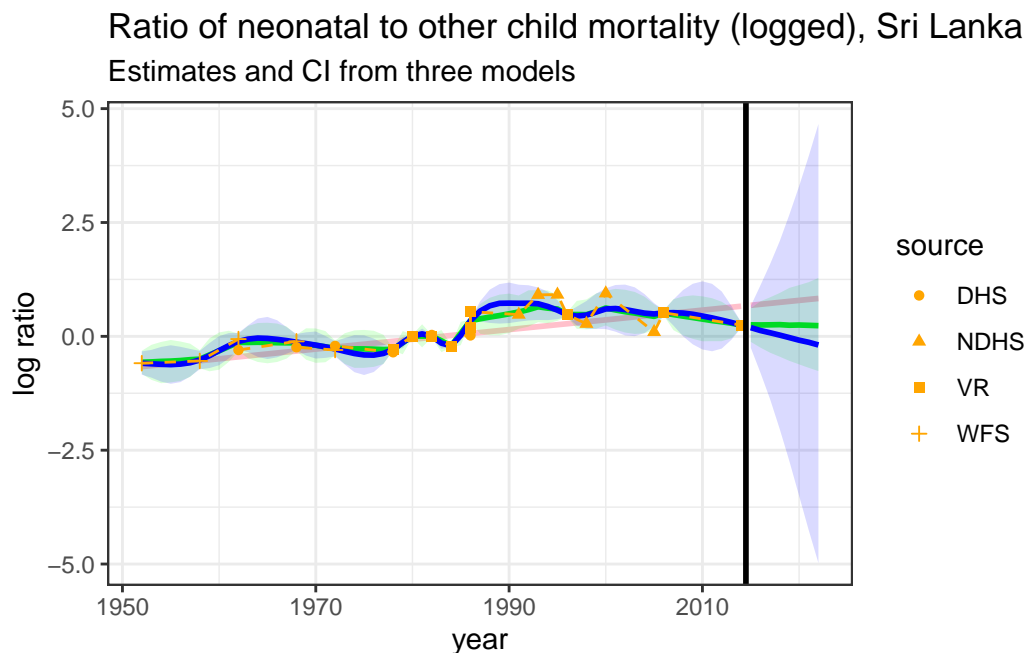 Ratio of neonatal to other child mortality (logged), Sri Lanka
Estimates and CI from three models
5.0
2.5
0.0
−2.5
−5.0
log ratio
1950
1970
1990
2010
year
source
DHS
NDHS
VR
WFS